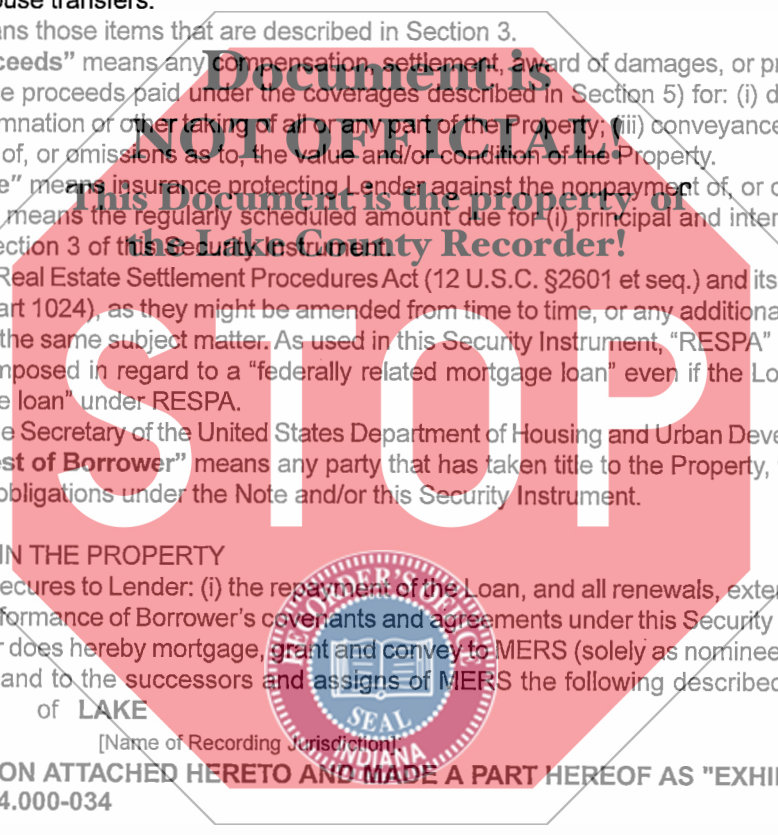 ouse transfers.
ans those items that are described in Section 3.
ceeds” means any compensation, settlement, award of damages, or pr
e proceeds paid under the coverages described in Section 5) for: (i) d
mnation or other taking of all or any part of the Property; (iii) conveyance
of, or omissions as to, the value and/or condition of the Property.
e” means insurance protecting Lender against the nonpayment of, or d
means the regularly scheduled amount due for (i) principal and inter
ection 3 of this Security Instrument.
Real Estate Settlement Procedures Act (12 U.S.C. §2601 et seq.) and its
art 1024), as they might be amended from time to time, or any additiona
the same subject matter. As used in this Security Instrument, “RESPA”
mposed in regard to a “federally related mortgage loan” even if the Lo
e loan” under RESPA.
e Secretary of the United States Department of Housing and Urban Deve
st of Borrower” means any party that has taken title to the Property,
obligations under the Note and/or this Security Instrument.
IN THE PROPERTY
ecures to Lender: (i) the repayment of the Loan, and all renewals, exte
formance of Borrower’s covenants and agreements under this Security
r does hereby mortgage, grant and convey to MERS (solely as nominee
and to the successors and assigns of MERS the following described
of LAKE
[Name of Recording Jurisdiction]:
ON ATTACHED HERETO AND MADE A PART HEREOF AS "EXHI
4.000-034
Document is
NOT OFFICIAL!
This Document is the property of
the Lake County Recorder!
STOP
RECORDER'S OFFICE
SEAL
INDIANA